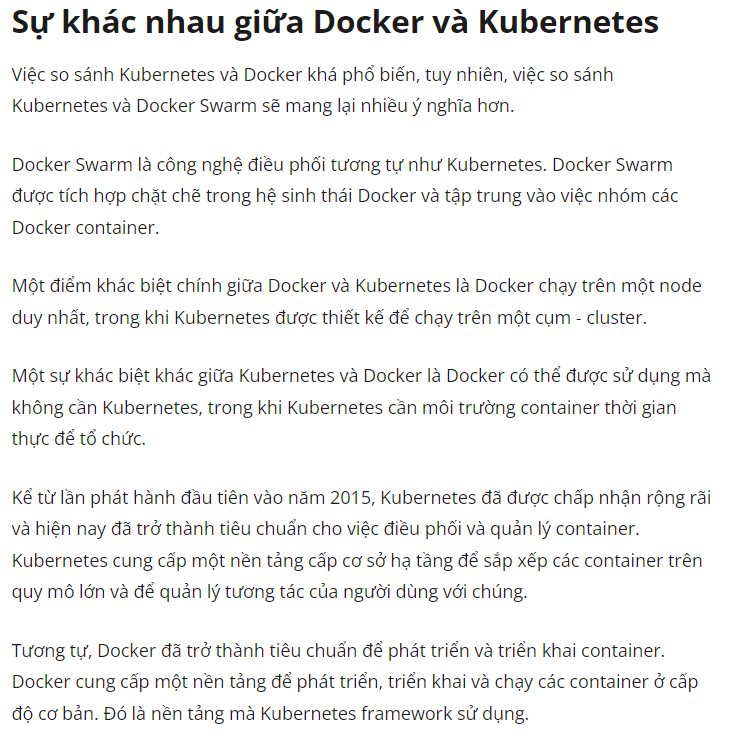 Sự khác nhau giữa Docker và Kubernetes
Việc so sánh Kubernetes và Docker khá phổ biến, tuy nhiên, việc so sánh
Kubernetes và Docker Swarm sẽ mang lại nhiều ý nghĩa hơn.
Docker Swarm là công nghệ điều phối tương tự như Kubernetes. Docker Swarm
được tích hợp chặt chẽ trong hệ sinh thái Docker và tập trung vào việc nhóm các
Docker container.
Một điểm khác biệt chính giữa Docker và Kubernetes là Docker chạy trên một node
duy nhất, trong khi Kubernetes được thiết kế để chạy trên một cụm - cluster.
Một sự khác biệt khác giữa Kubernetes và Docker là Docker có thể được sử dụng mà
không cần Kubernetes, trong khi Kubernetes cần môi trường container thời gian
thực để tổ chức.
Kể từ lần phát hành đầu tiên vào năm 2015, Kubernetes đã được chấp nhận rộng rãi
và hiện nay đã trở thành tiêu chuẩn cho việc điều phối và quản lý container.
Kubernetes cung cấp một nền tảng cấp cơ sở hạ tầng để sắp xếp các container trên
quy mô lớn và để quản lý tương tác của người dùng với chúng.
Tương tự, Docker đã trở thành tiêu chuẩn để phát triển và triển khai container.
Docker cung cấp một nền tảng để phát triển, triển khai và chạy các container ở cấp
độ cơ bản. Đó là nền tảng mà Kubernetes framework sử dụng.